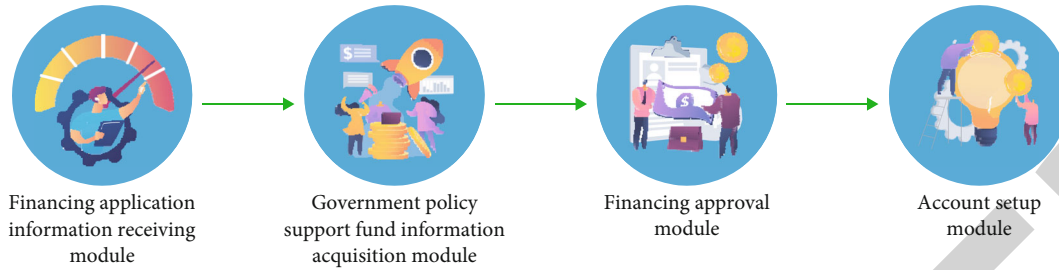 Financing application
information receiving
module
Government policy
support fund information
acquisition module
Financing approval
module
Account setup
module